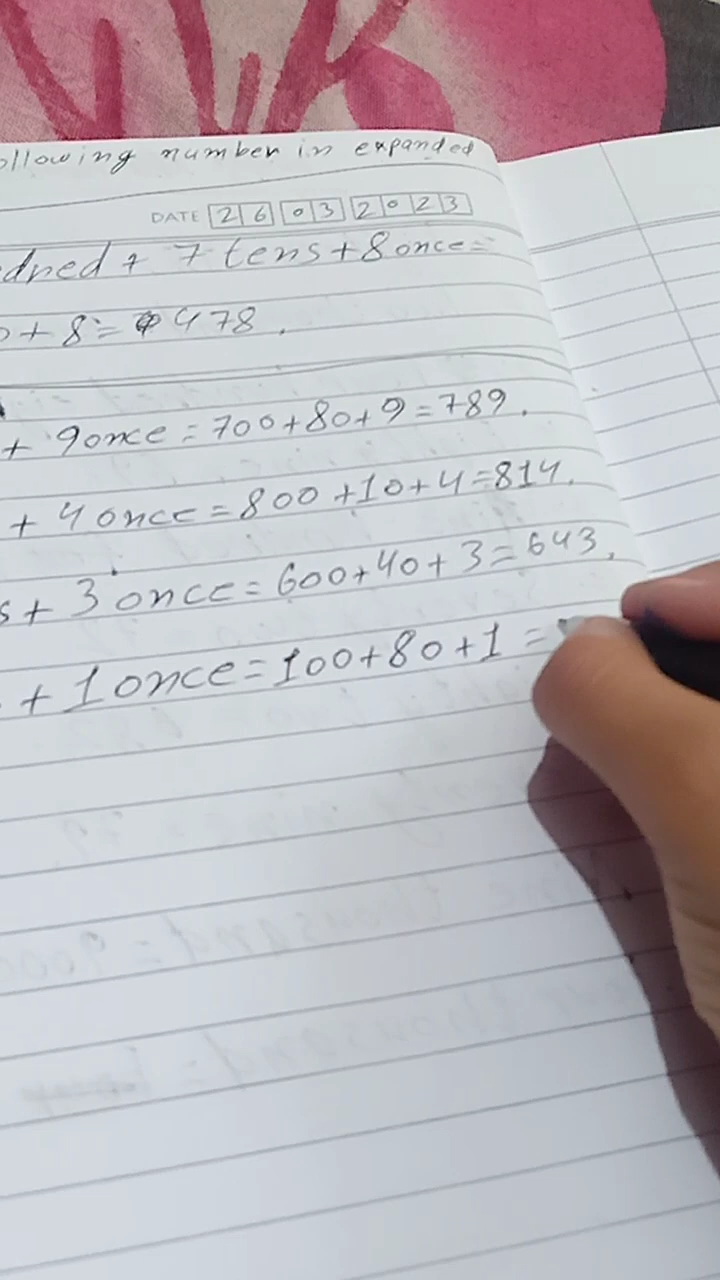 ollowing number in expanded
DATE 26 03 2023
dred + 7 tens + 8 once =
0 + 8 = 478.
+ 9 once = 700 + 80 + 9 = 789.
+ 4 once = 800 + 10 + 4 = 814.
s + 3 once = 600 + 40 + 3 = 643.
+ 1 once = 100 + 80 + 1 =